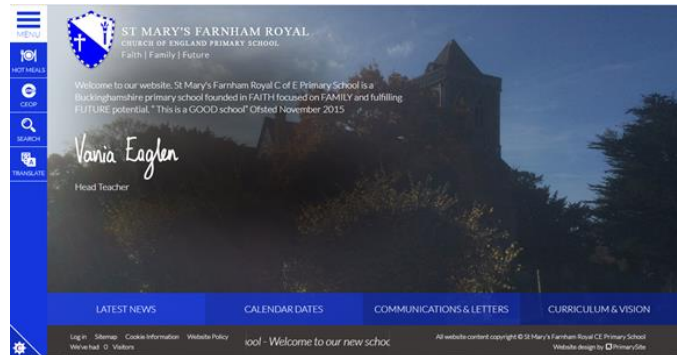 MENU
HOT MEALS
CEOP
SEARCH
TRANSLATE
ST MARY'S FARNHAM ROYAL
CHURCH OF ENGLAND PRIMARY SCHOOL
Faith | Family | Future
Welcome to our website. St Mary's Farnham Royal C of E Primary School is a
Buckinghamshire primary school founded in FAITH focused on FAMILY and fulfilling
FUTURE potential. "This is a GOOD school" Ofsted November 2015
Vania Eaglen
Head Teacher
LATEST NEWS
CALENDAR DATES
COMMUNICATIONS & LETTERS
CURRICULUM & VISION
Log in Sitemap Cookie Information Website Policy
We've had 0 Visitors
ool - Welcome to our new schoc
All website content copyright © St Mary's Farnham Royal CE Primary School
Website design by PrimarySite